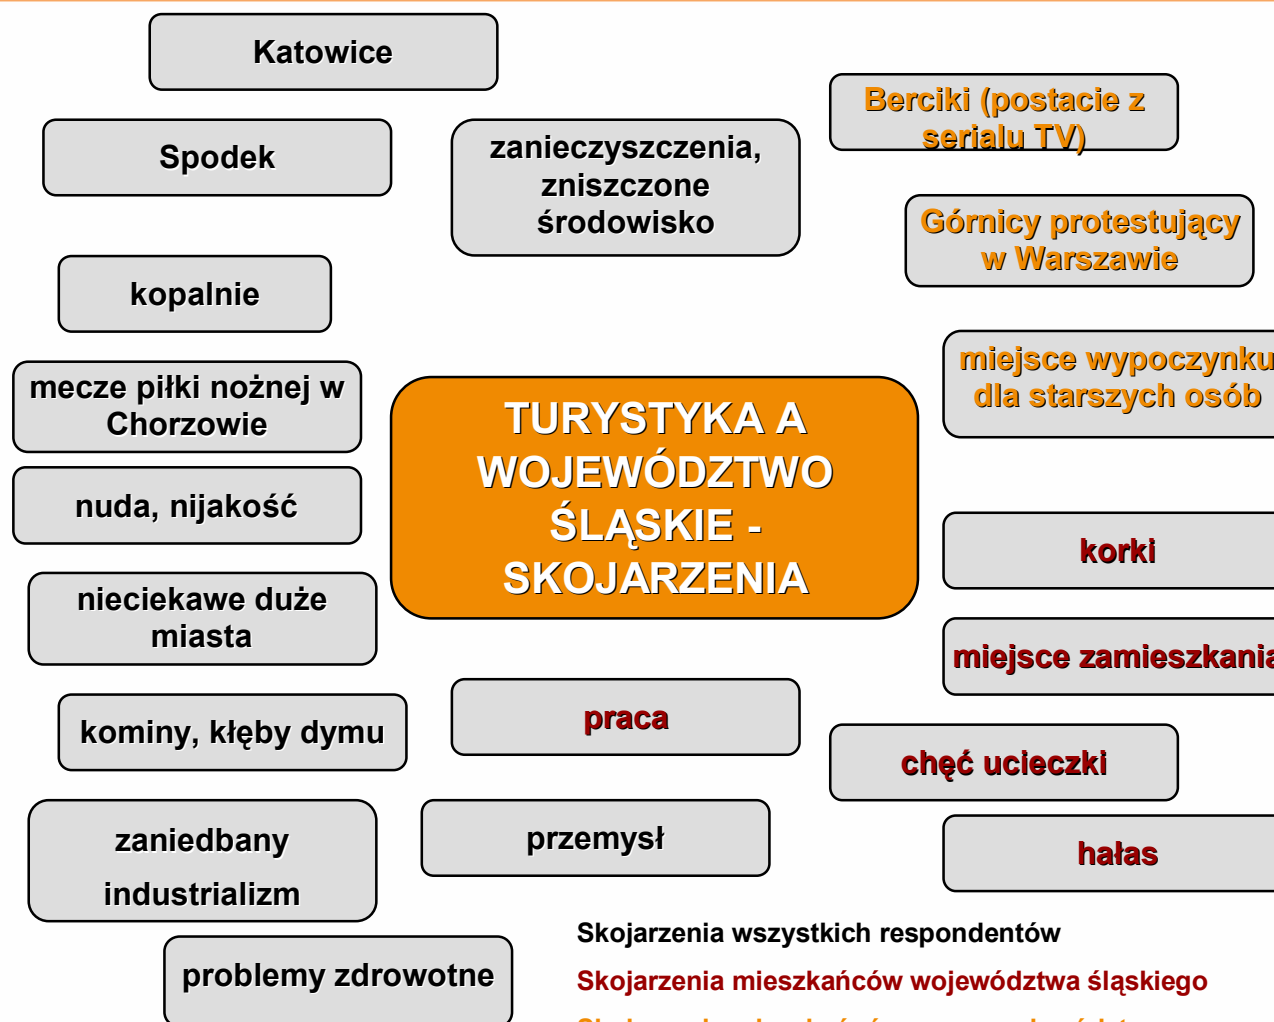 Katowice
Berciki (postacie z
serialu TV)
Spodek
zanieczyszczenia,
zniszczone
środowisko
Górnicy protestujący
w Warszawie
kopalnie
miejsce wypoczynku
dla starszych osób
mecze piłki nożnej w
Chorzowie
TURYSTYKA A
WOJEWÓDZTWO
ŚLĄSKIE -
SKOJARZENIA
nuda, nijakość
korki
nieciekawe duże
miasta
miejsce zamieszkania
praca
kominy, kłęby dymu
chęć ucieczki
zaniedbany
industrializm
przemysł
hałas
problemy zdrowotne
Skojarzenia wszystkich respondentów
Skojarzenia mieszkańców województwa śląskiego